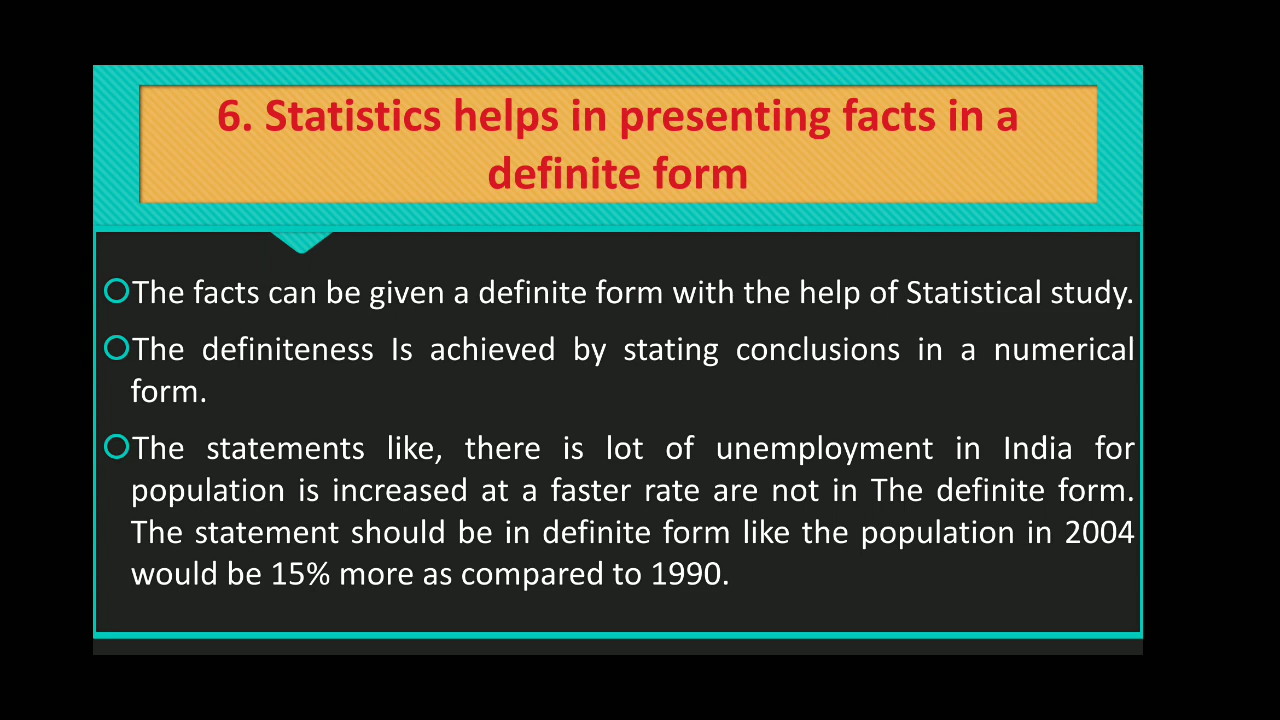 6. Statistics helps in presenting facts in a
definite form
The facts can be given a definite form with the help of Statistical study.
The definiteness Is achieved by stating conclusions in a numerical
form.
The statements like, there is lot of unemployment in India for
population is increased at a faster rate are not in The definite form.
The statement should be in definite form like the population in 2004
would be 15% more as compared to 1990.